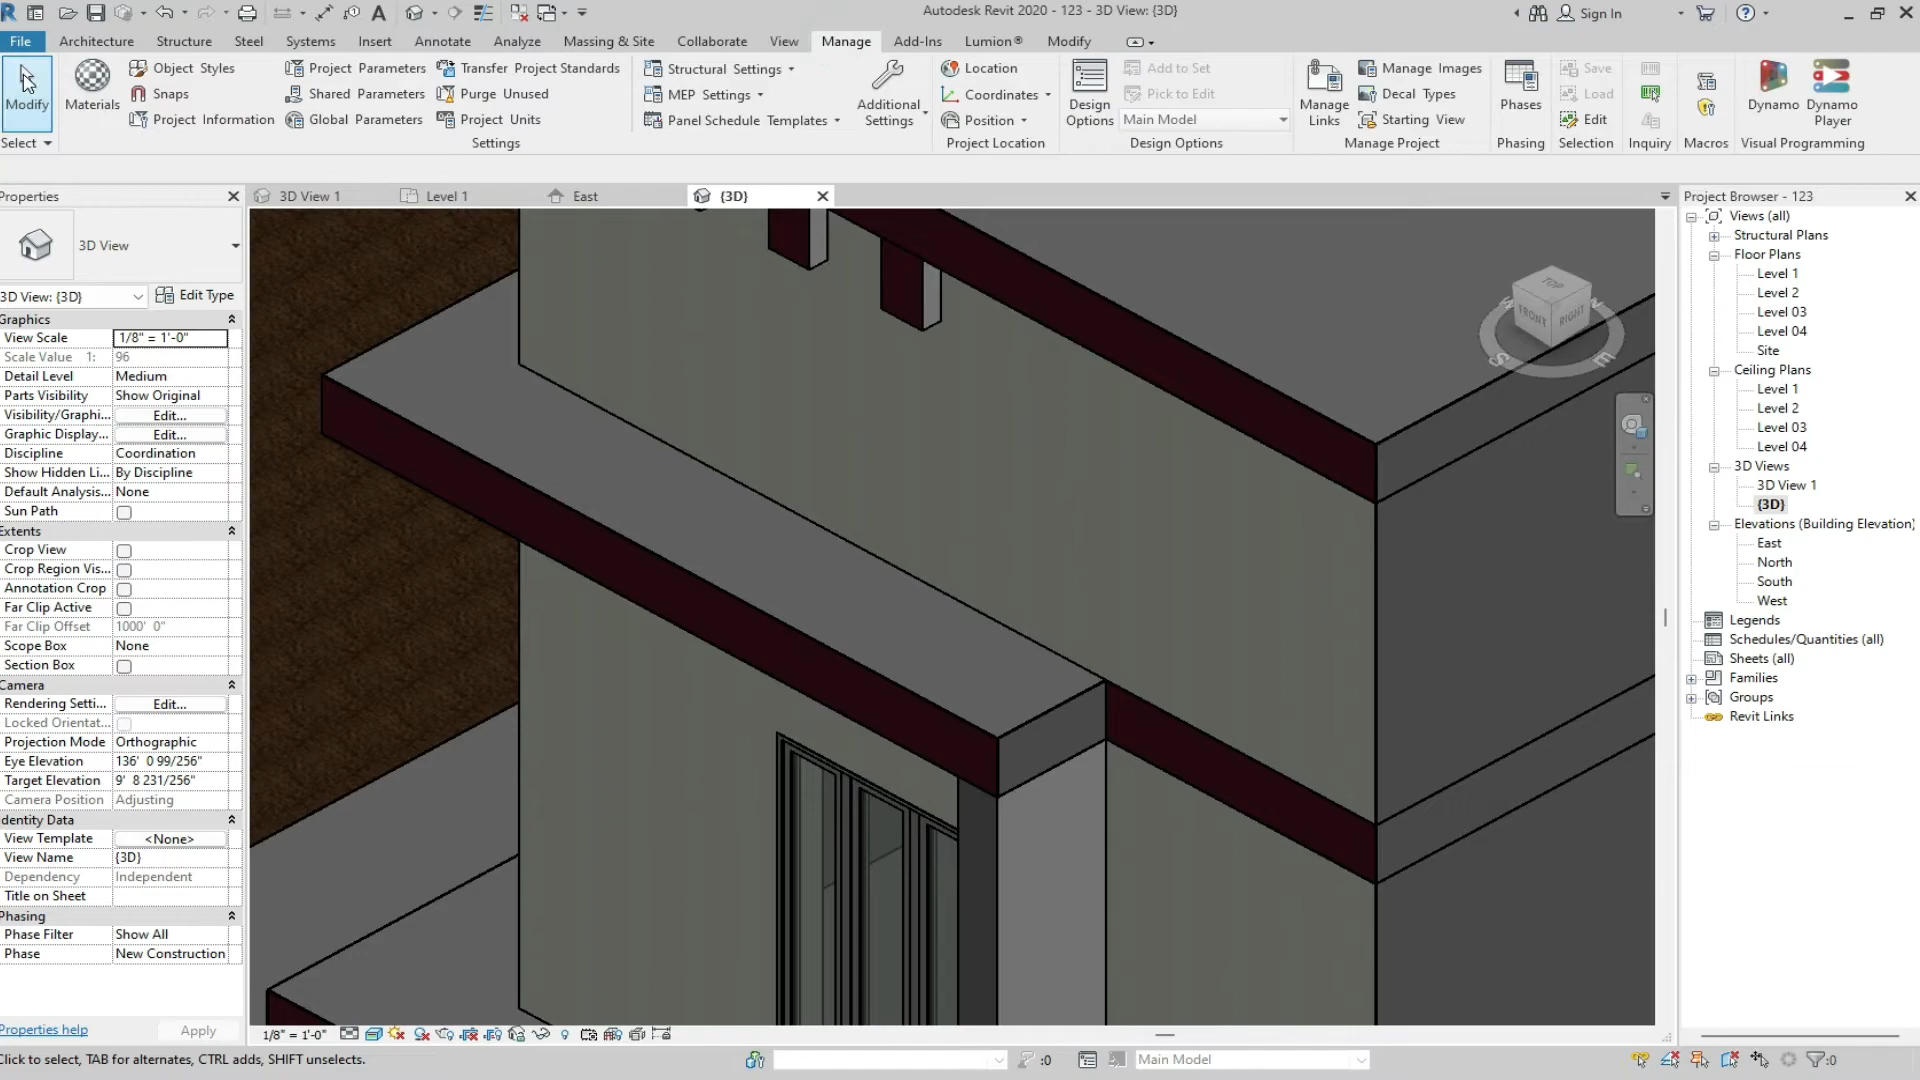 Autodesk Revit 2020 - 123 - 3D View: {3D}
Sign In
File Architecture Structure Steel Systems Insert Annotate Analyze Massing & Site Collaborate View Manage Add-Ins Lumion® Modify
Modify
Select
Materials
Object Styles
Snaps
Project Information
Project Parameters
Shared Parameters
Global Parameters
Transfer Project Standards
Purge Unused
Project Units
Settings
Structural Settings
MEP Settings
Panel Schedule Templates
Additional
Settings
Location
Coordinates
Position
Project Location
Design
Options
Add to Set
Pick to Edit
Main Model
Design Options
Manage
Links
Manage Images
Decal Types
Starting View
Manage Project
Phases
Phasing
Save
Load
Edit
Selection
Inquiry
Macros
Dynamo
Dynamo
Player
Visual Programming
Properties
3D View
3D View: {3D} Edit Type
Graphics
View Scale 1/8" = 1'-0"
Scale Value 1: 96
Detail Level Medium
Parts Visibility Show Original
Visibility/Graphi... Edit...
Graphic Display... Edit...
Discipline Coordination
Show Hidden Li... By Discipline
Default Analysis... None
Sun Path
Extents
Crop View
Crop Region Vis...
Annotation Crop
Far Clip Active
Far Clip Offset 1000' 0"
Scope Box None
Section Box
Camera
Rendering Setti... Edit...
Locked Orientat...
Projection Mode Orthographic
Eye Elevation 136' 0 99/256"
Target Elevation 9' 8 231/256"
Camera Position Adjusting
Identity Data
View Template <None>
View Name {3D}
Dependency Independent
Title on Sheet
Phasing
Phase Filter Show All
Phase New Construction
Properties help Apply
3D View 1 Level 1 East {3D}
TOP
FRONT RIGHT
W N
S E
1/8" = 1'-0"
Project Browser - 123
Views (all)
Structural Plans
Floor Plans
Level 1
Level 2
Level 03
Level 04
Site
Ceiling Plans
Level 1
Level 2
Level 03
Level 04
3D Views
3D View 1
{3D}
Elevations (Building Elevation)
East
North
South
West
Legends
Schedules/Quantities (all)
Sheets (all)
Families
Groups
Revit Links
Click to select, TAB for alternates, CTRL adds, SHIFT unselects.
:0
Main Model
:0